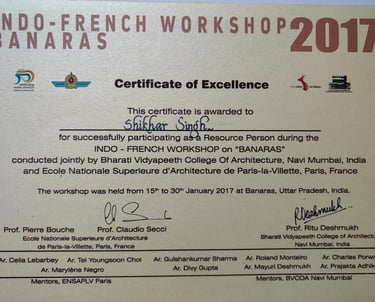 INDO-FRENCH WORKSHOP
BANARAS
2017
Certificate of Excellence
This certificate is awarded to
Shikhar Singh
for successfully participating as a Resource Person during the
INDO - FRENCH WORKSHOP on "BANARAS"
conducted jointly by Bharati Vidyapeeth College Of Architecture, Navi Mumbai, India
and Ecole Nationale Superieure d'Architecture de Paris-la-Villette, Paris, France
The workshop was held from 15th to 30th January 2017 at Banaras, Uttar Pradesh, India.
RDeshmukh
Prof. Pierre Bouche Prof. Claudio Secci Prof. Ritu Deshmukh
Ecole Nationale Superieure d'Architecture Bharati Vidyapeeth College of Architecture
de Paris-la-Villette, Paris, France Navi Mumbai, India
Ar. Celia Lebarbey Ar. Tei Youngsoon Choi Ar. Gulshankumar Sharma Ar. Roland Monteiro Ar. Charles
Ar. Maryléne Negro Ar. Divy Gupta Ar. Mayuri Deshmukh Ar. Prajakta
Mentors, ENSAPLV Paris Mentors, BVCOA Navi Mumbai